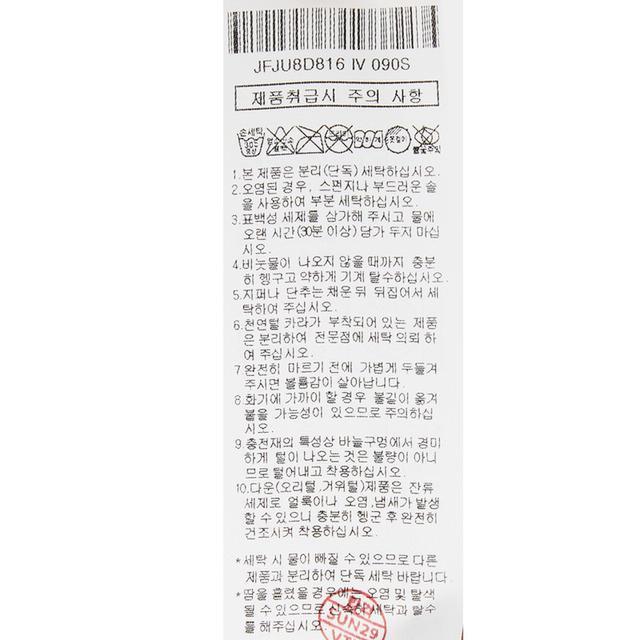 JFJU8D816 IV 090S
제품취급시 주의 사항
손세탁
약하게
1.본 제품은 분리(단독) 세탁하십시오.
2.오염된 경우, 스펀지나 부드러운 솔
을 사용하여 부분 세탁하십시오.
3.표백성 세제를 삼가해 주시고 물에
오랜 시간(30분 이상) 담가 두지 마십
시오.
4.비눗물이 나오지 않을 때까지 충분
히 헹구고 약하게 기계 탈수하십시오.
5.지퍼나 단추는 채운 뒤 뒤집어서 세
탁하여 주십시오.
6.천연털 카라가 부착되어 있는 제품
은 분리하여 전문점에 세탁 의뢰 하
여 주십시오.
7.완전히 마르기 전에 가볍게 두들겨
주시면 볼륨감이 살아납니다.
8.화기에 가까이 할 경우 불길이 옮겨
붙을 가능성이 있으므로 주의하십
시오.
9.충전재의 특성상 바늘구멍에서 경미
하게 털이 나오는 것은 불량이 아니
므로 털어내고 착용하십시오.
10.다운(오리털,거위털)제품은 잔류
세제로 얼룩이나 오염,냄새가 발생
할 수 있으니 충분히 헹군 후 완전히
건조시켜 착용하십시오.
*세탁 시 물이 빠질 수 있으므로 다른
제품과 분리하여 단독 세탁 바랍니다.
*땀을 흘렸을 경우에는 오염 및 탈색
될 수 있으므로 신속히 세탁과 탈수
를 해주십시오.
SUN29